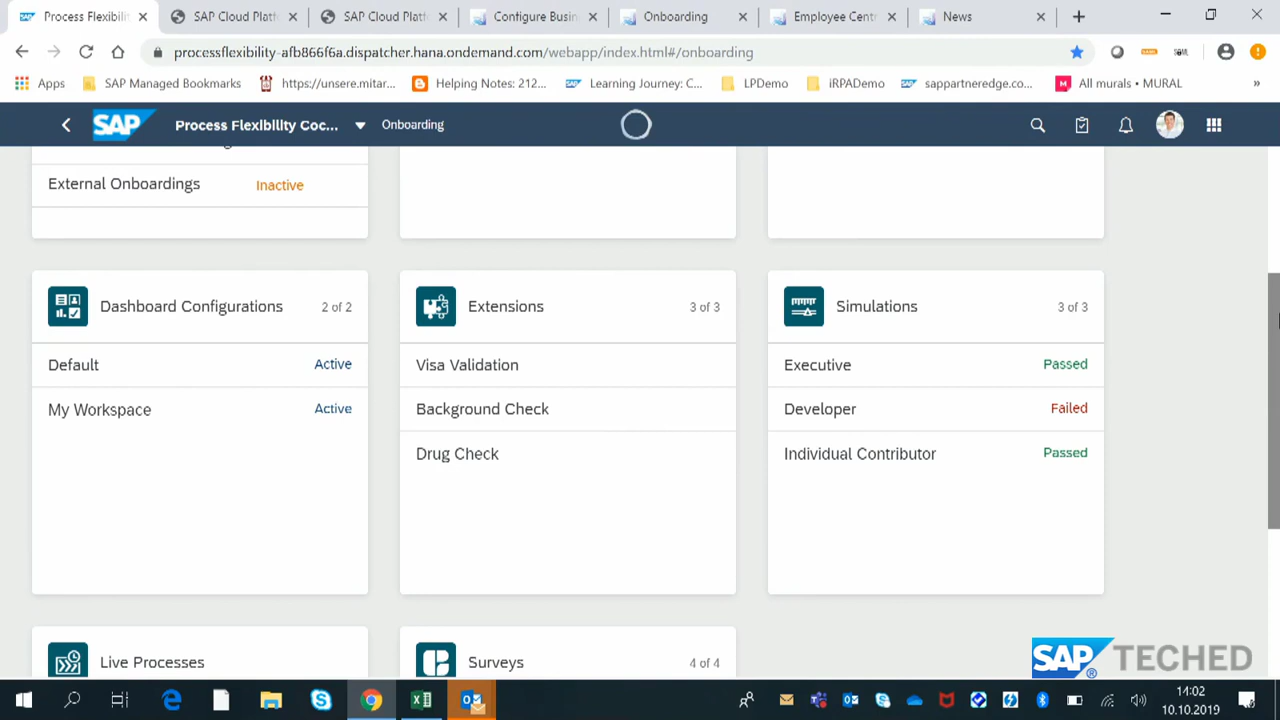 Process Flexibili
SAP Cloud Platf
SAP Cloud Platf
Configure Busin
Onboarding
Employee Centr
News
processflexibility-afb866f6a.dispatcher.hana.ondemand.com/webapp/index.html#/onboarding
Apps
SAP Managed Bookmarks
https://unsere.mitar...
Helping Notes: 212...
Learning Journey: C...
LPDemo
iRPADemo
sappartneredge.co...
All murals • MURAL
»
SAP
Process Flexibility Coc...
Onboarding
External Onboardings
Inactive
Dashboard Configurations
2 of 2
Default
Active
My Workspace
Active
Extensions
3 of 3
Visa Validation
Background Check
Drug Check
Simulations
3 of 3
Executive
Passed
Developer
Failed
Individual Contributor
Passed
Live Processes
Surveys
4 of 4
SAP® TECHED
14:02
10.10.2019